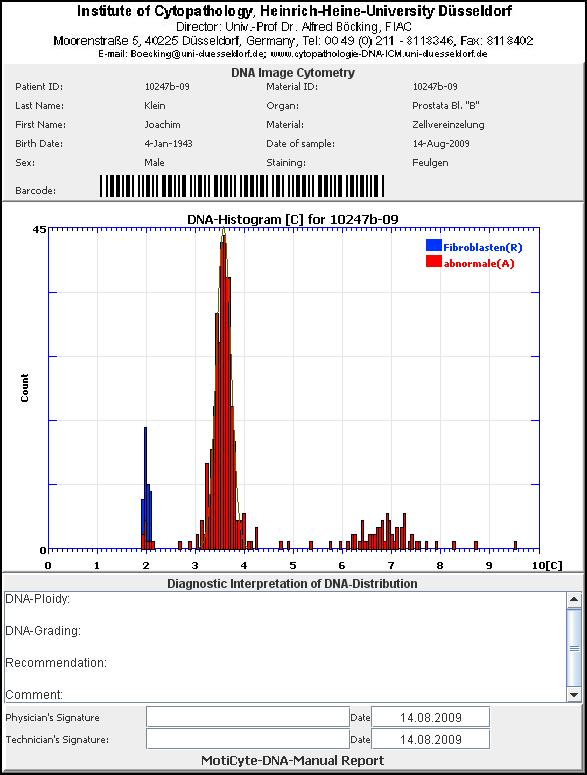 Institute of Cytopathology, Heinrich-Heine-University Düsseldorf
Director: Univ.-Prof Dr. Alfred Böcking, FIAC
Moorenstraße 5, 40225 Düsseldorf, Germany, Tel: 00 49 (0) 211 - 8118346, Fax: 8118402
E-mail: Boecking@uni-duesseldorf.de; www.cytopathologie-DNA-ICM.uni-duesseldorf.de
DNA Image Cytometry
Patient ID: 10247b-09 Material ID: 10247b-09
Last Name: Klein Organ: Prostata Bl. "B"
First Name: Joachim Material: Zellvereinzelung
Birth Date: 4-Jan-1943 Date of sample: 14-Aug-2009
Sex: Male Staining: Feulgen
Barcode:
DNA-Histogram [C] for 10247b-09
45
Fibroblasten(R)
abnormale(A)
Count
0
0 1 2 3 4 5 6 7 8 9 10[C]
Diagnostic Interpretation of DNA-Distribution
DNA-Ploidy:
DNA-Grading:
Recommendation:
Comment:
Physician's Signature Date 14.08.2009
Technician's Signature: Date 14.08.2009
MotiCyte-DNA-Manual Report